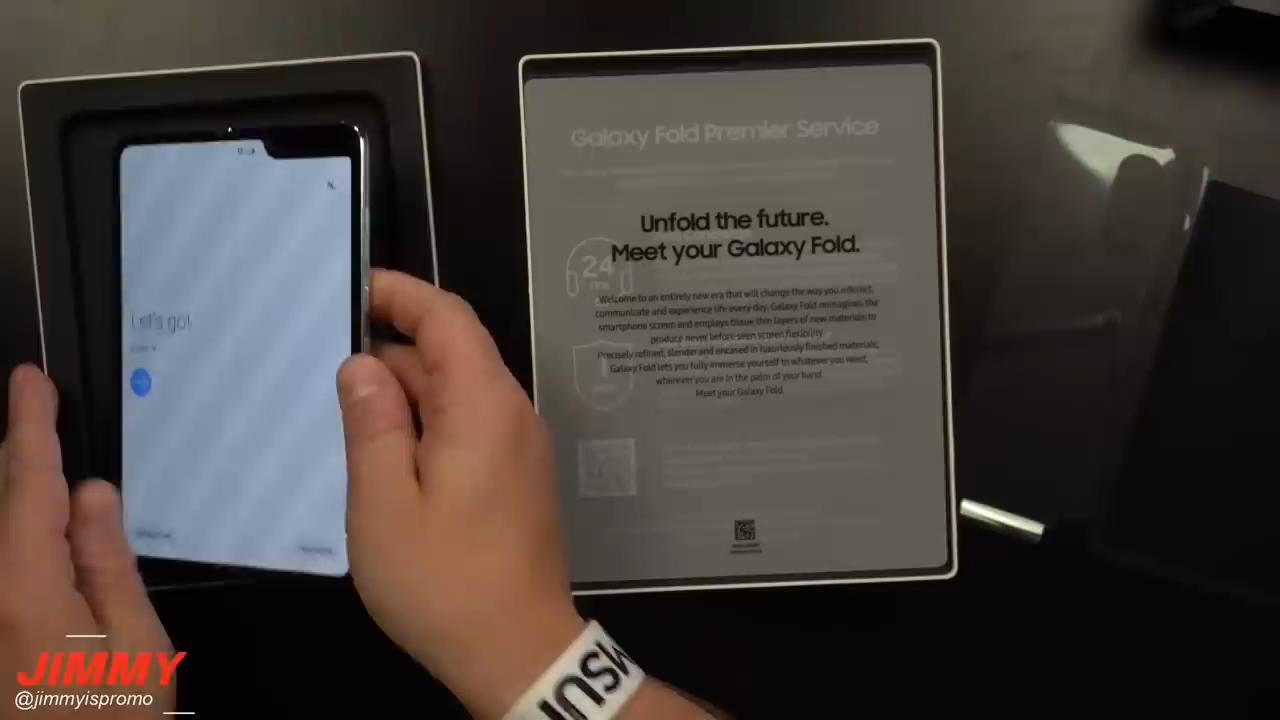 Let's go!
Galaxy Fold Premier Service
Unfold the future.
Meet your Galaxy Fold.
24
Welcome to an entirely new era that will change the way you interact,
communicate and experience life every day. Galaxy Fold reimagines the
smartphone screen and employs tissue thin layers of new materials to
produce never before seen screen flexibility.
Precisely refined, slender and encased in luxuriously finished materials,
Galaxy Fold lets you fully immerse yourself to whatever you need,
wherever you are in the palm of your hand.
Meet your Galaxy Fold.
MSUN
JIMMY
@jimmyispromo